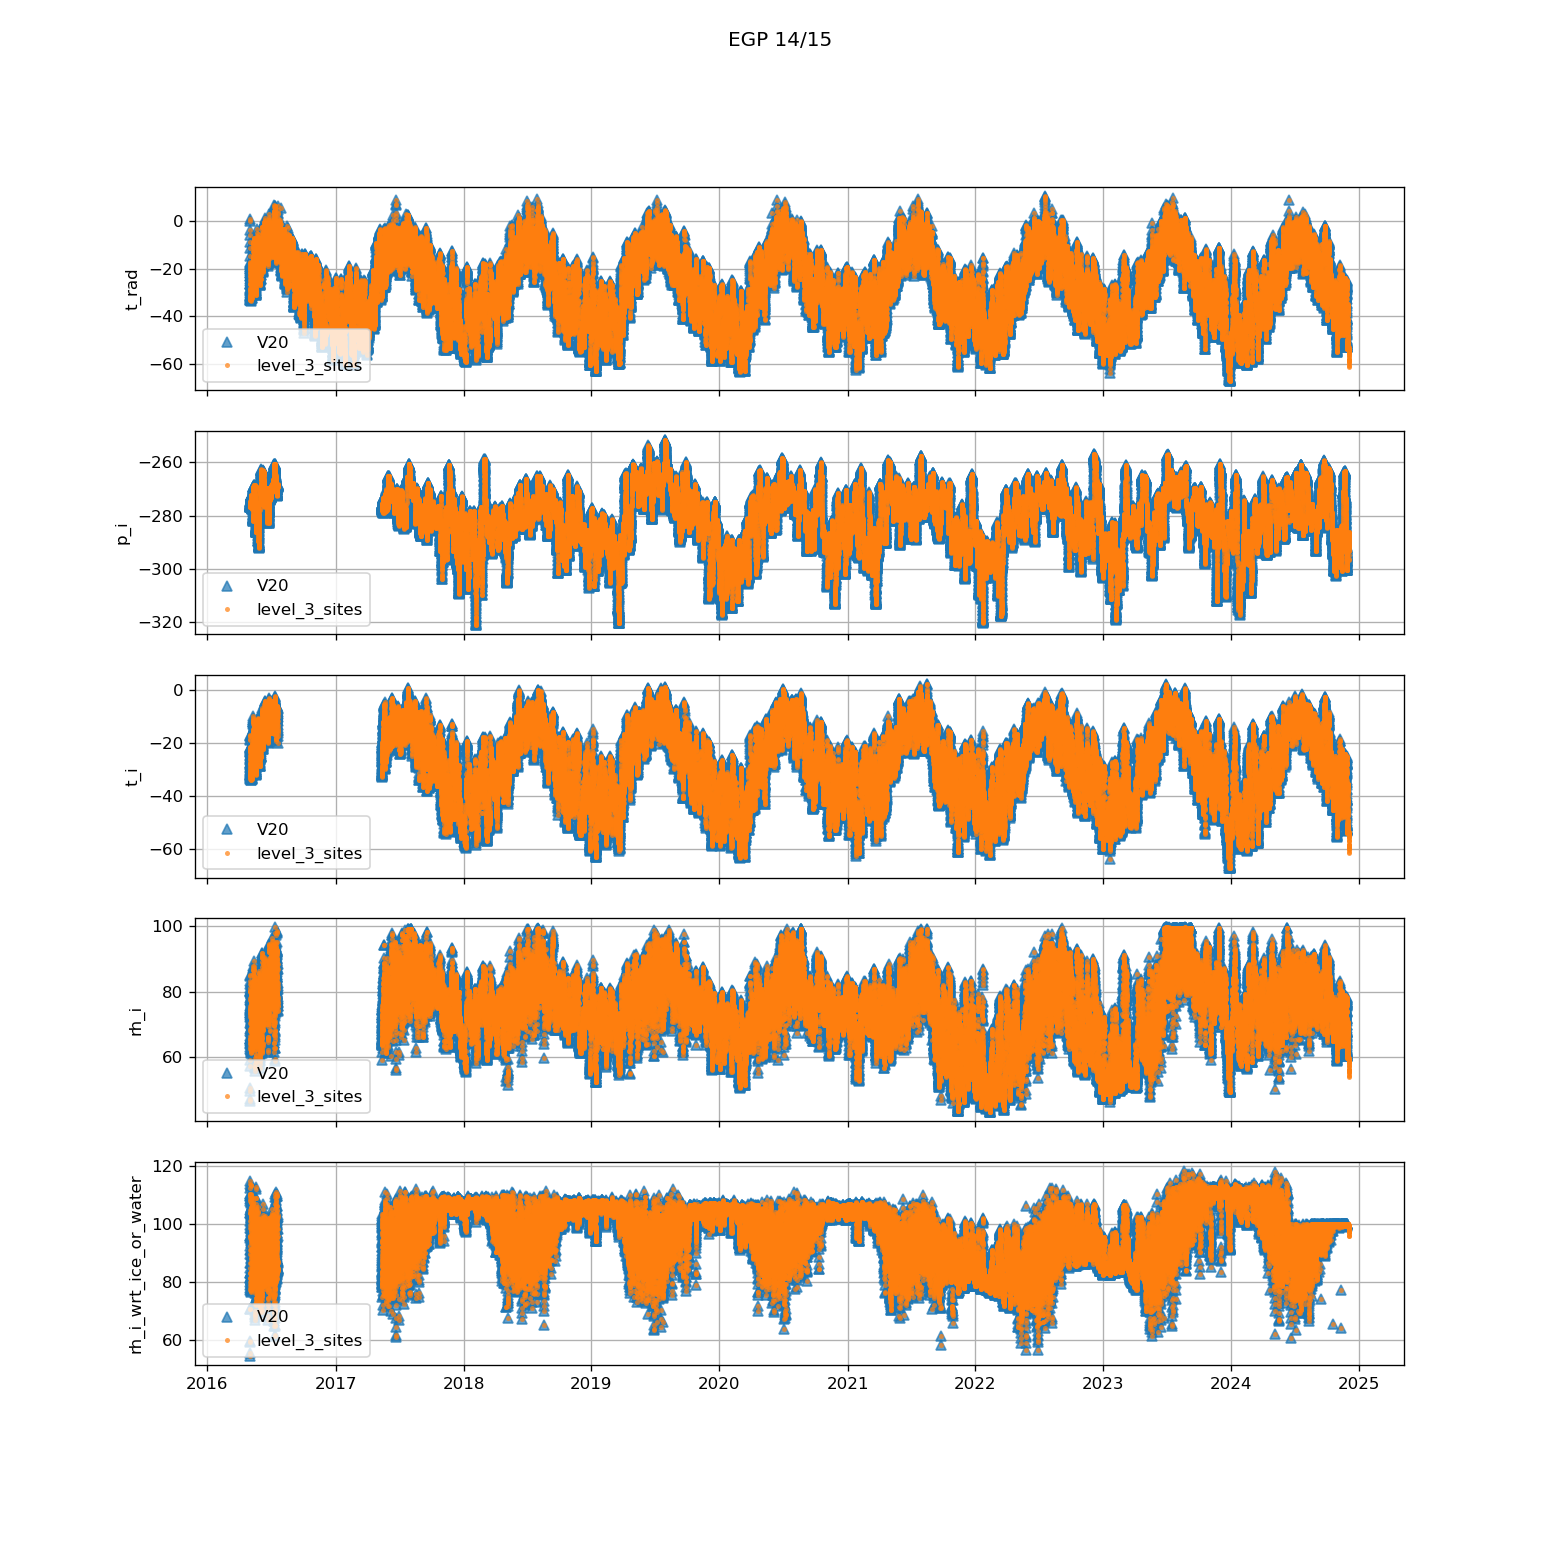 EGP 14/15
t_rad
0
−20
−40
−60
V20
level_3_sites
p_i
−260
−280
−300
−320
V20
level_3_sites
t_i
0
−20
−40
−60
V20
level_3_sites
rh_i
100
80
60
V20
level_3_sites
rh_i_wrt_ice_or_water
120
100
80
60
V20
level_3_sites
2016 2017 2018 2019 2020 2021 2022 2023 2024 2025